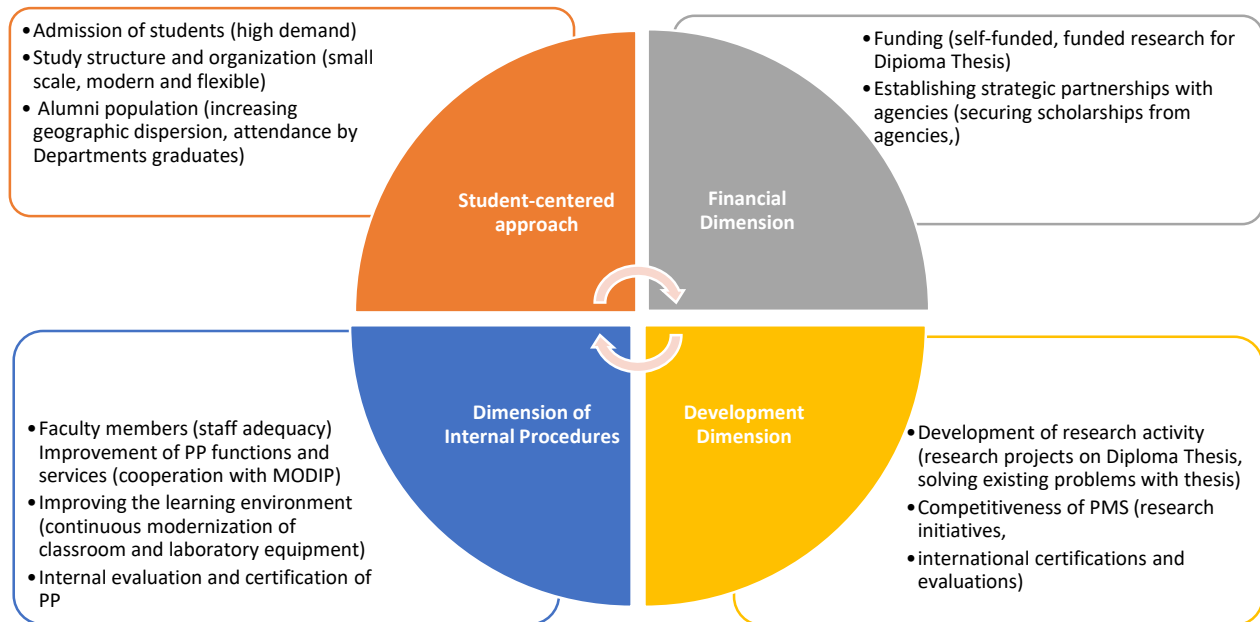 •Admission of students (high demand)
•Study structure and organization (small
scale, modern and flexible)
• Alumni population (increasing
geographic dispersion, attendance by
Departments graduates)
•Funding (self-funded, funded research for
Dipioma Thesis)
•Establishing strategic partnerships with
agencies (securing scholarships from
agencies,)
Student-centered
approach
Financial
Dimension
Dimension of
Internal Procedures
Development
Dimension
•Faculty members (staff adequacy)
Improvement of PP functions and
services (cooperation with MODIP)
•Improving the learning environment
(continuous modernization of
classroom and laboratory equipment)
•Internal evaluation and certification of
PP
•Development of research activity
(research projects on Diploma Thesis,
solving existing problems with thesis)
•Competitiveness of PMS (research
initiatives,
•international certifications and
evaluations)